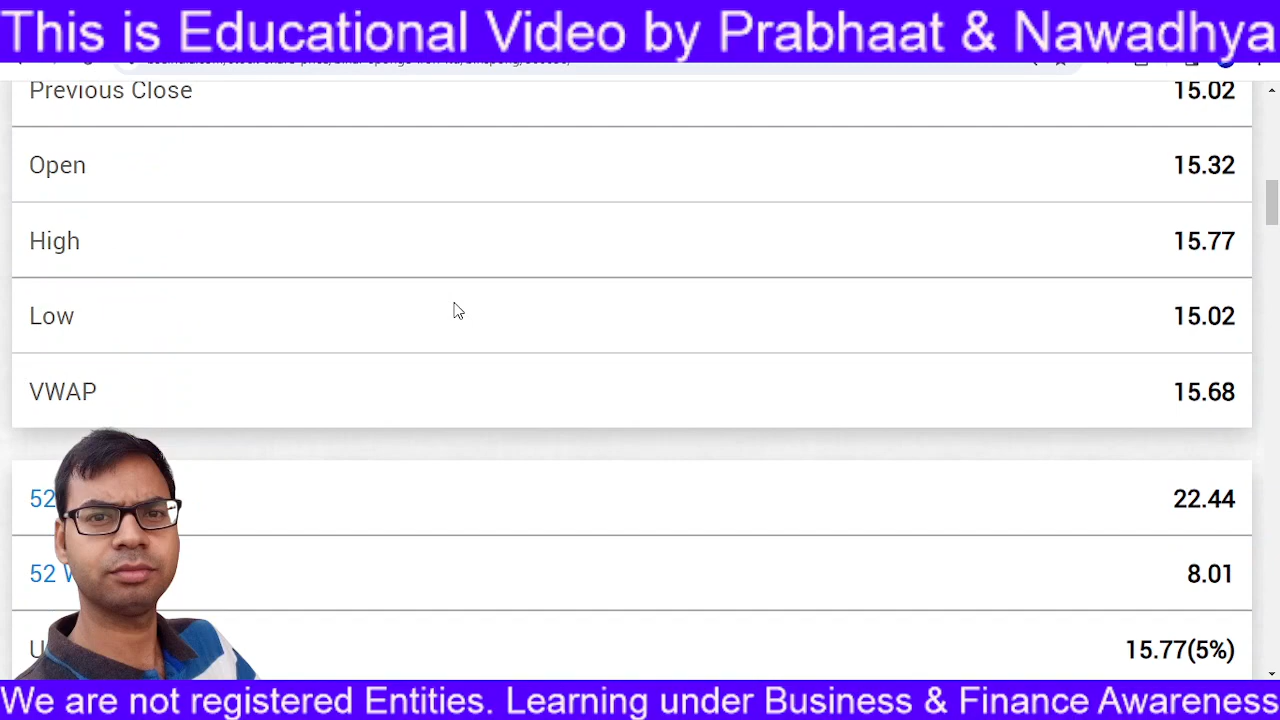 This is Educational Video by Prabhaat & Nawadhya
Previous Close 15.02
Open 15.32
High 15.77
Low 15.02
VWAP 15.68
52 22.44
52 W 8.01
U 15.77(5%)
We are not registered Entities. Learning under Business & Finance Awareness